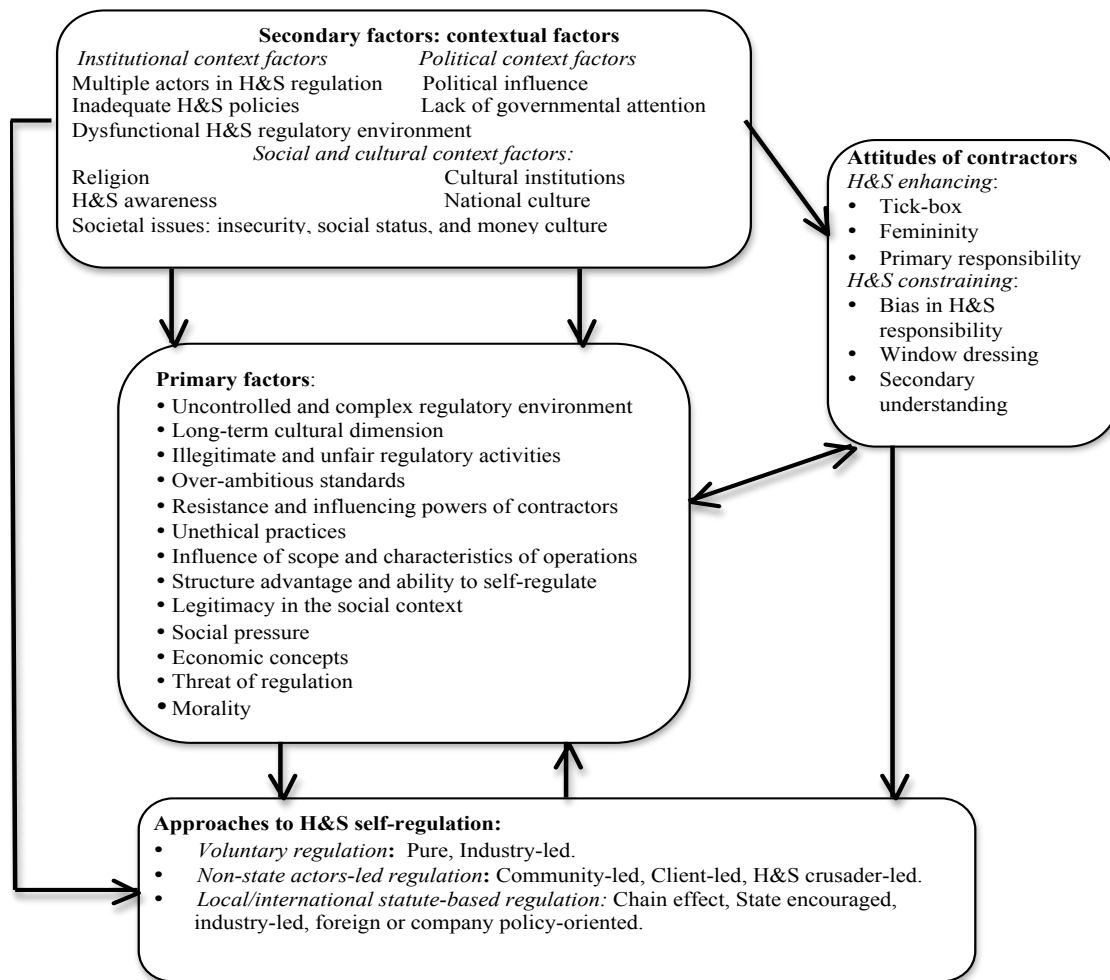 Secondary factors: contextual factors
Institutional context factors Political context factors
Multiple actors in H&S regulation Political influence
Inadequate H&S policies Lack of governmental attention
Dysfunctional H&S regulatory environment
Social and cultural context factors:
Religion Cultural institutions
H&S awareness National culture
Societal issues: insecurity, social status, and money culture
Attitudes of contractors
H&S enhancing:
• Tick-box
• Femininity
• Primary responsibility
H&S constraining:
• Bias in H&S
responsibility
• Window dressing
• Secondary
understanding
Primary factors:
• Uncontrolled and complex regulatory environment
• Long-term cultural dimension
• Illegitimate and unfair regulatory activities
• Over-ambitious standards
• Resistance and influencing powers of contractors
• Unethical practices
• Influence of scope and characteristics of operations
• Structure advantage and ability to self-regulate
• Legitimacy in the social context
• Social pressure
• Economic concepts
• Threat of regulation
• Morality
Approaches to H&S self-regulation:
• Voluntary regulation: Pure, Industry-led.
• Non-state actors-led regulation: Community-led, Client-led, H&S crusader-led.
• Local/international statute-based regulation: Chain effect, State encouraged,
industry-led, foreign or company policy-oriented.